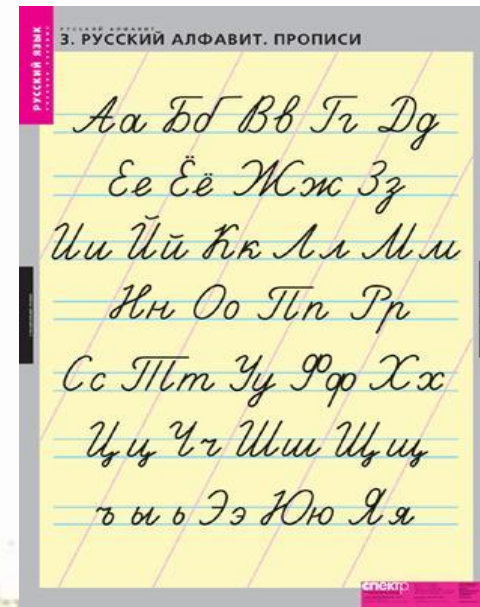 РУССКИЙ ЯЗЫК
РУССКИЙ АЛФАВИТ
3. РУССКИЙ АЛФАВИТ. ПРОПИСИ
Аа Бб Вв Гг Дд
Ее Ёё Жж Зз
Ии Йй Кк Лл Мм
Нн Оо Пп Рр
Сс Тт Уу Фф Хх
Цц Чч Шш Щщ
ъ ы ь Ээ Юю Яя
спектр